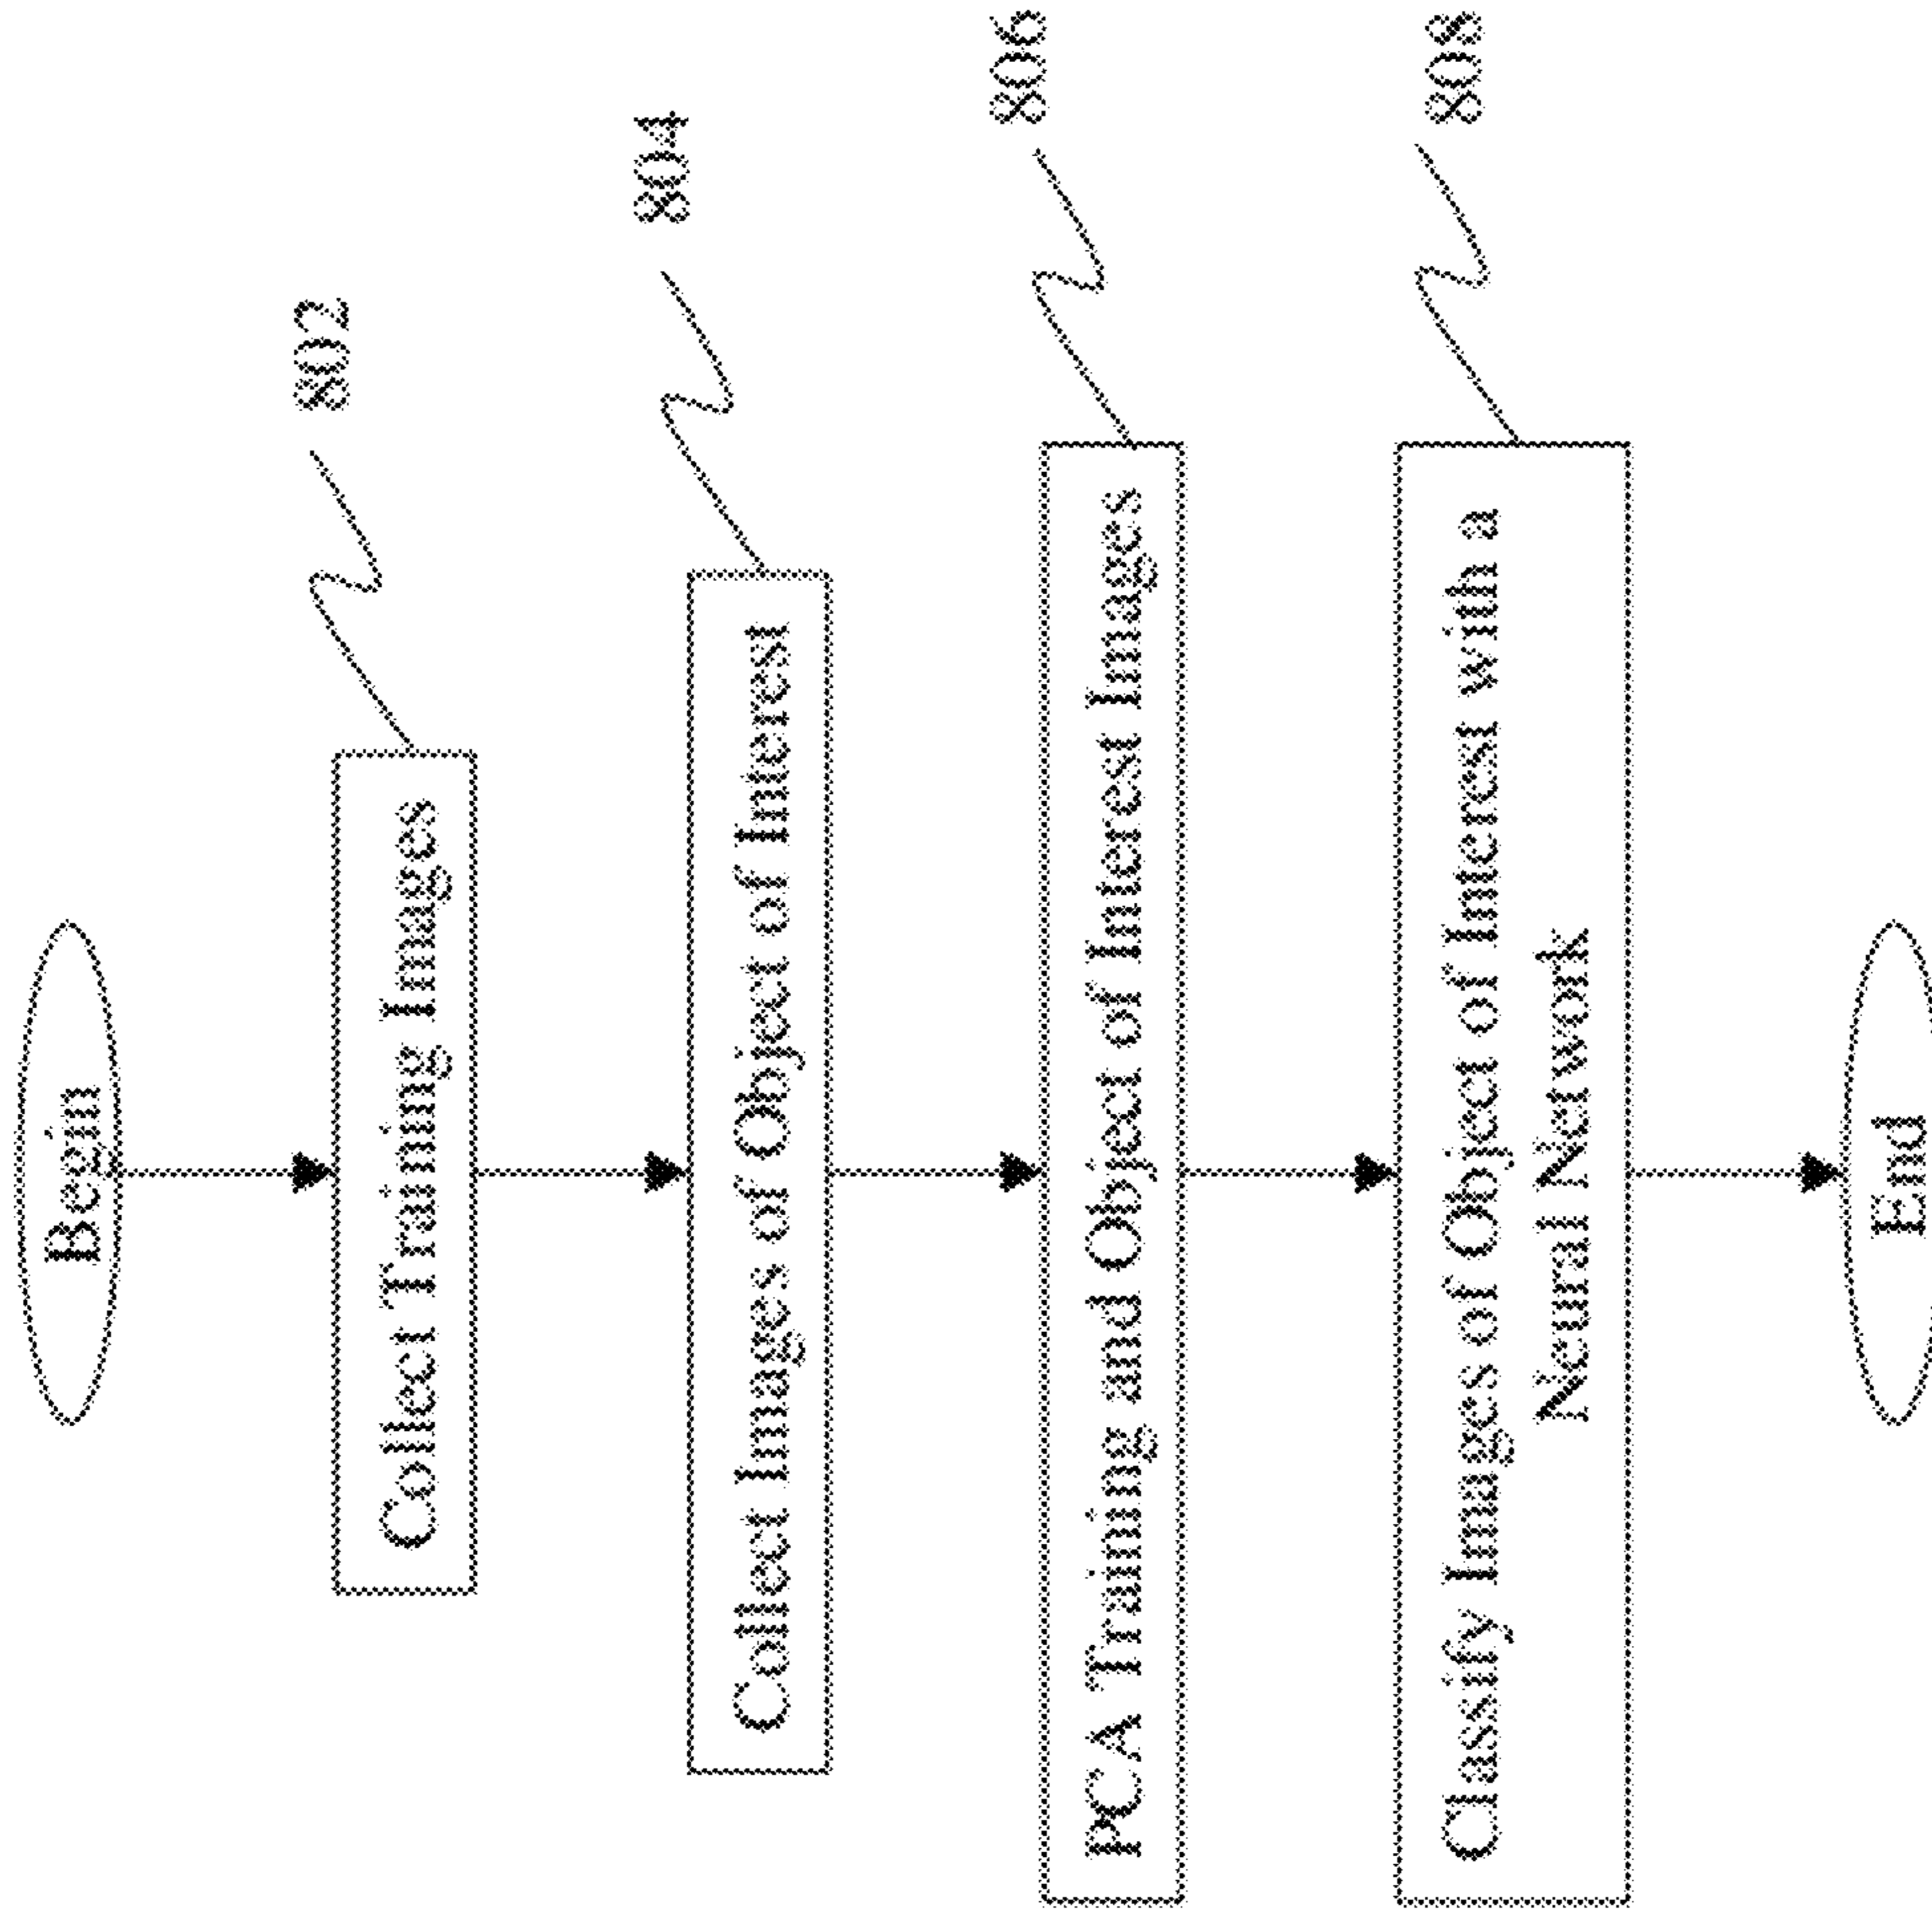 Begin
802
Collect Training Images
804
Collect Images of Object of Interest
806
PCA Training and Object of Interest Images
808
Classify Images of Object of Interest with a
Neural Network
End